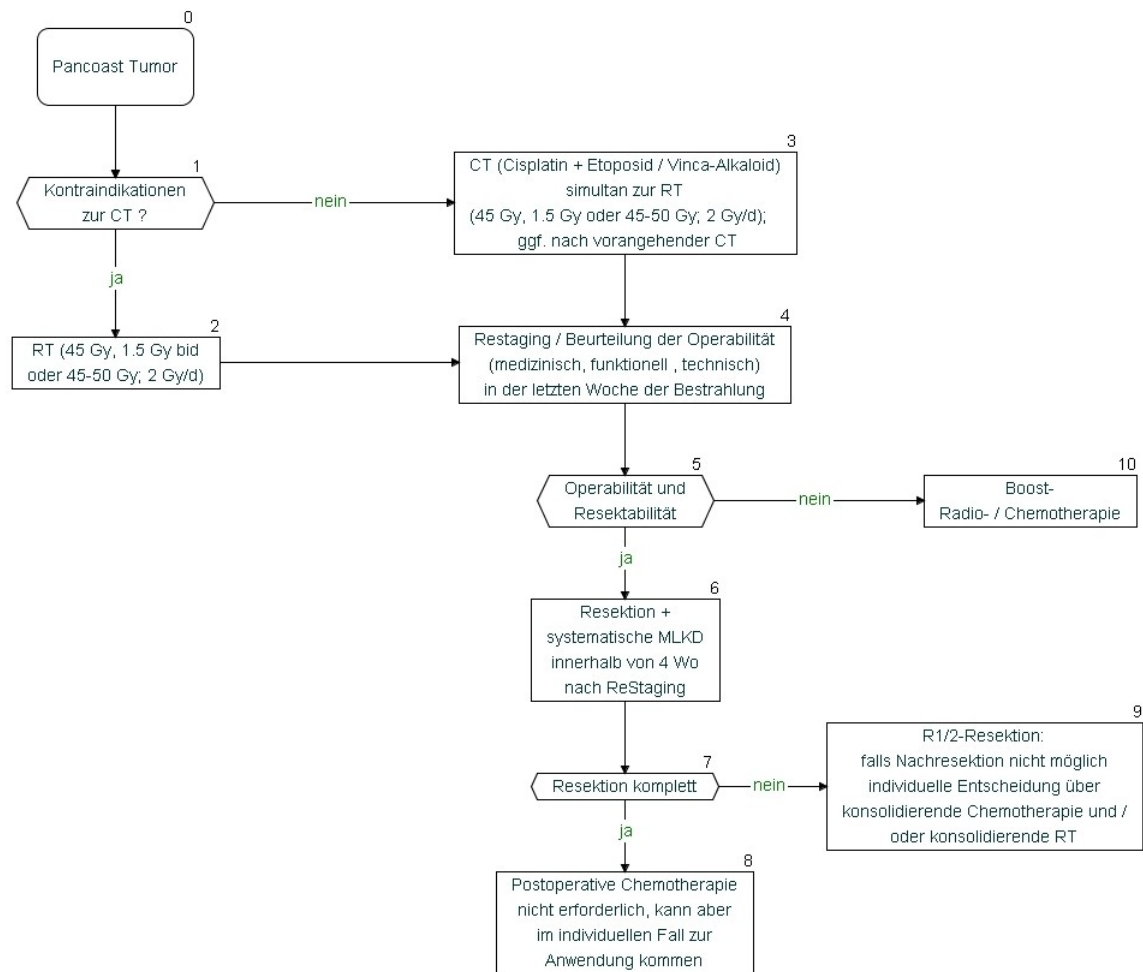 0
Pancoast Tumor
1
Kontraindikationen
zur CT ?
nein
3
CT (Cisplatin + Etoposid / Vinca-Alkaloid)
simultan zur RT
(45 Gy, 1.5 Gy oder 45-50 Gy; 2 Gy/d);
ggf. nach vorangehender CT
ja
2
RT (45 Gy, 1.5 Gy bid
oder 45-50 Gy; 2 Gy/d)
4
Restaging / Beurteilung der Operabilität
(medizinisch, funktionell , technisch)
in der letzten Woche der Bestrahlung
5
Operabilität und
Resektabilität
nein
10
Boost-
Radio- / Chemotherapie
ja
6
Resektion +
systematische MLKD
innerhalb von 4 Wo
nach ReStaging
7
Resektion komplett
nein
9
R1/2-Resektion:
falls Nachresektion nicht möglich
individuelle Entscheidung über
konsolidierende Chemotherapie und /
oder konsolidierende RT
ja
8
Postoperative Chemotherapie
nicht erforderlich, kann aber
im individuellen Fall zur
Anwendung kommen